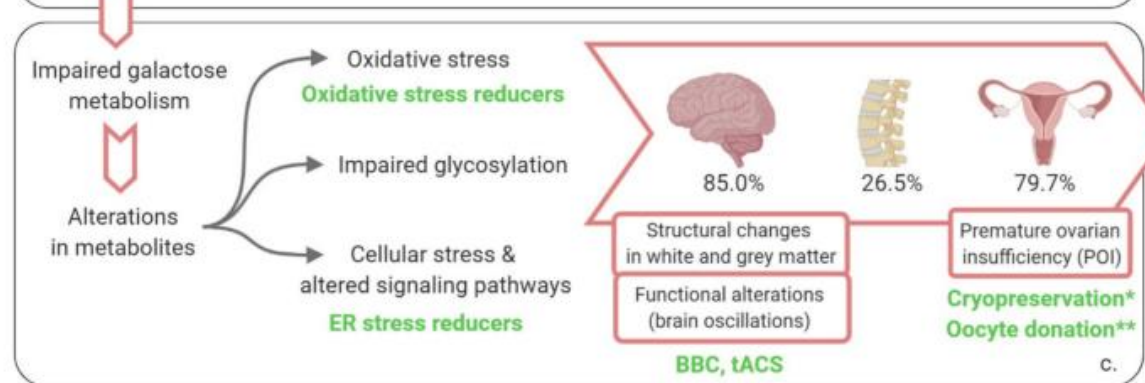 Impaired galactose
metabolism
Alterations
in metabolites
Oxidative stress
Oxidative stress reducers
Impaired glycosylation
Cellular stress &
altered signaling pathways
ER stress reducers
85.0%
26.5%
79.7%
Structural changes
in white and grey matter
Functional alterations
(brain oscillations)
BBC, tACS
Premature ovarian
insufficiency (POI)
Cryopreservation*
Oocyte donation**
c.